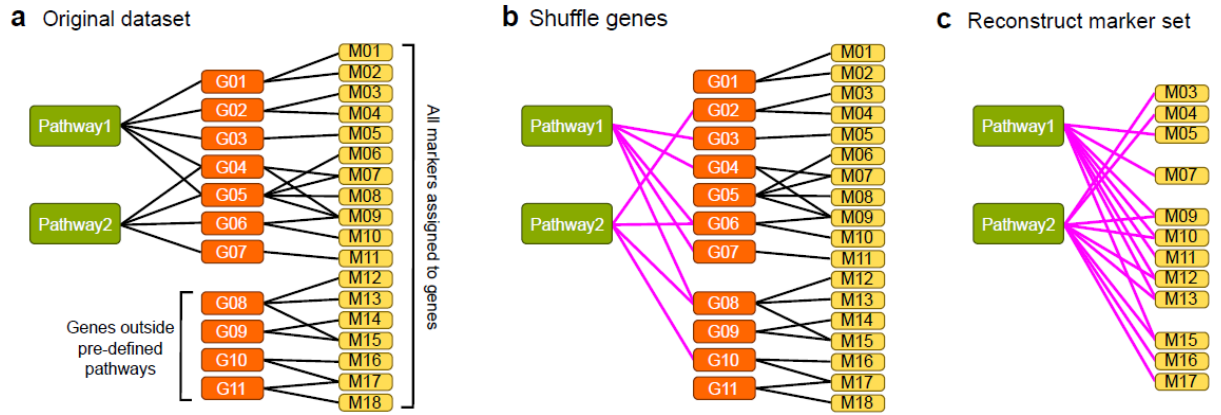 a Original dataset
Pathway1
Pathway2
G01
G02
G03
G04
G05
G06
G07
G08
G09
G10
G11
Genes outside
pre-defined
pathways
M01
M02
M03
M04
M05
M06
M07
M08
M09
M10
M11
M12
M13
M14
M15
M16
M17
M18
All markers assigned to genes
b Shuffle genes
Pathway1
Pathway2
G01
G02
G03
G04
G05
G06
G07
G08
G09
G10
G11
M01
M02
M03
M04
M05
M06
M07
M08
M09
M10
M11
M12
M13
M14
M15
M16
M17
M18
c Reconstruct marker set
Pathway1
Pathway2
M03
M04
M05
M07
M09
M10
M11
M12
M13
M15
M16
M17